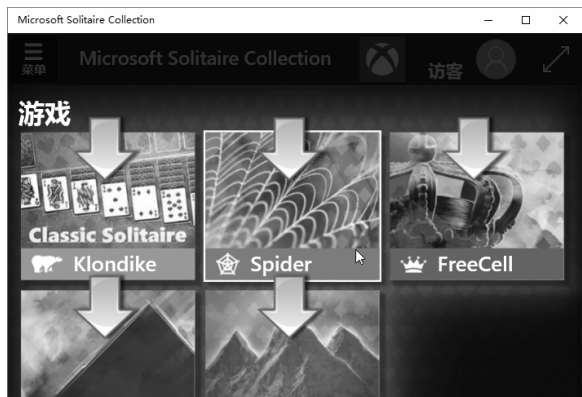 Microsoft Solitaire Collection
菜单
Microsoft Solitaire Collection
访客
游戏
Classic Solitaire
Klondike
Spider
FreeCell